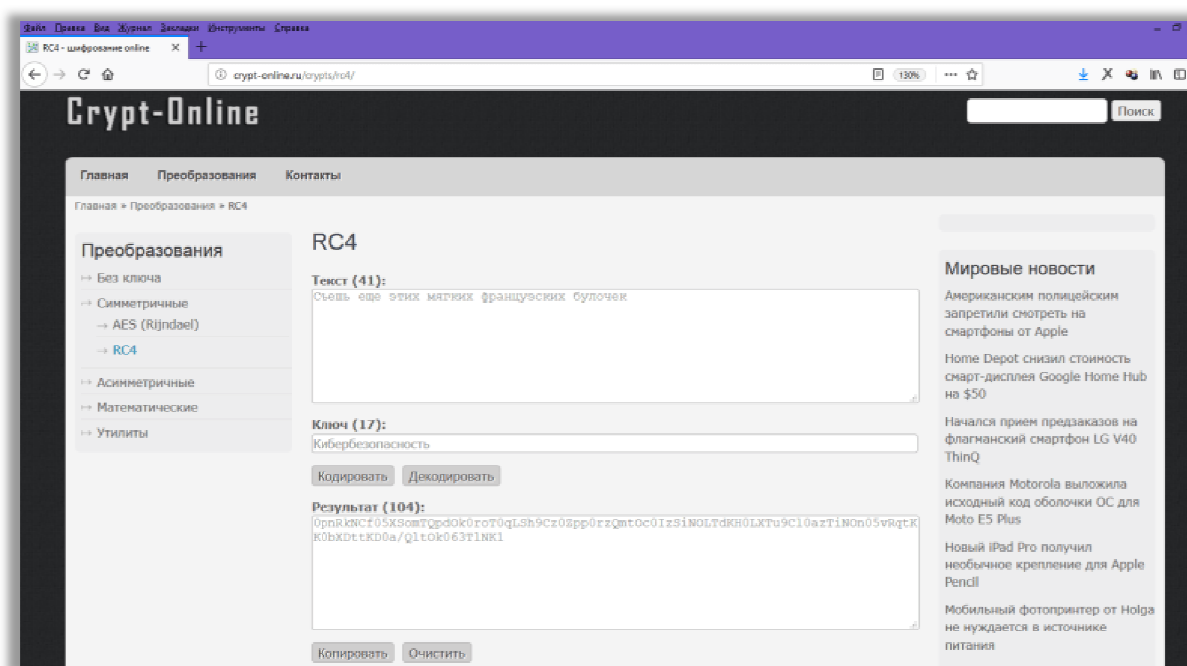 Файл Правка Вид Журнал Закладки Инструменты Справка
RC4 - шифрование online
crypt-online.ru/crypts/rc4/
130%
Crypt-Online
Поиск
Главная Преобразования Контакты
Главная » Преобразования » RC4
Преобразования
Без ключа
Симметричные
AES (Rijndael)
RC4
Асимметричные
Математические
Утилиты
RC4
Текст (41):
Съешь еще этих мягких французских булочек
Ключ (17):
Кибербезопасность
Кодировать Декодировать
Результат (104):
Копировать Очистить
Мировые новости
Американским полицейским
запретили смотреть на
смартфоны от Apple
Home Depot снизил стоимость
смарт-дисплея Google Home Hub
на $50
Начался прием предзаказов на
флагманский смартфон LG V40
ThinQ
Компания Motorola выложила
исходный код оболочки ОС для
Moto E5 Plus
Новый iPad Pro получил
необычное крепление для Apple
Pencil
Мобильный фотопринтер от Holga
не нуждается в источнике
питания